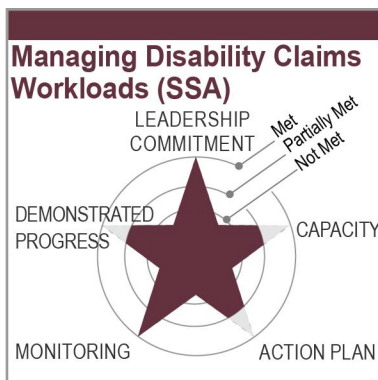 Managing Disability Claims
Workloads (SSA)
LEADERSHIP
COMMITMENT
Met
Partially Met
Not Met
DEMONSTRATED
PROGRESS
CAPACITY
MONITORING
ACTION PLAN